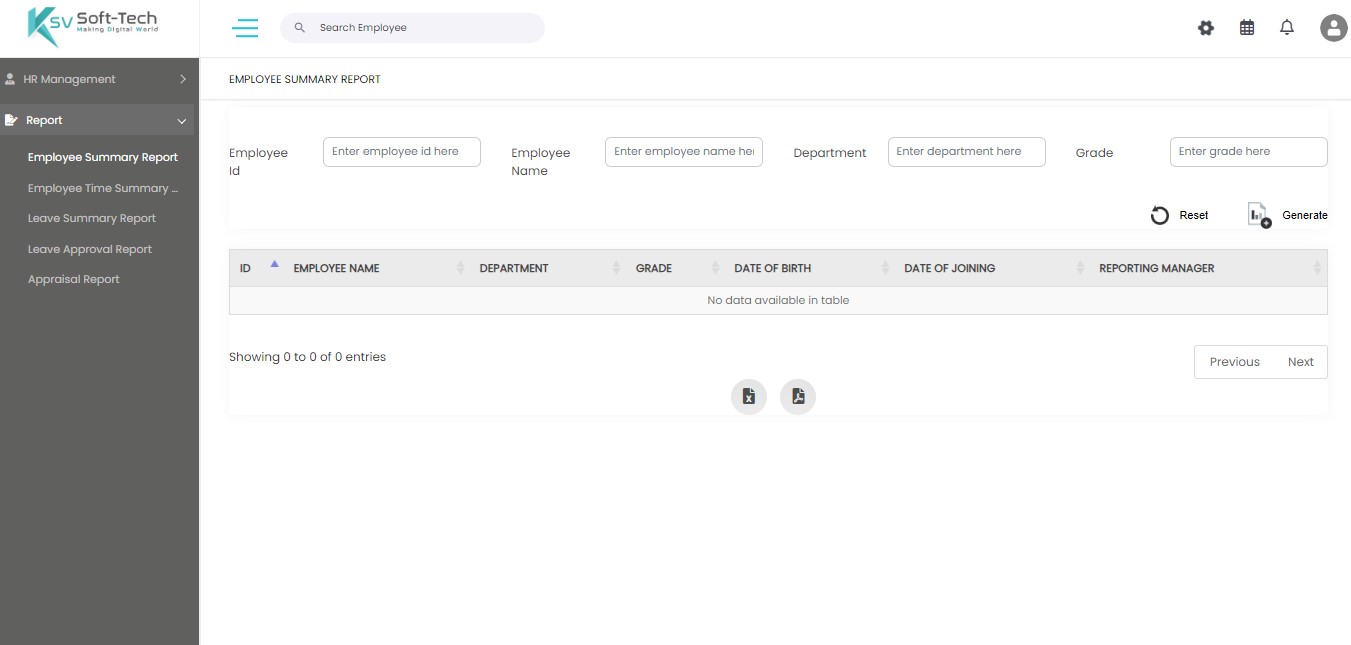 Ksv Soft-Tech
Making Digital World
Search Employee
HR Management
Report
Employee Summary Report
Employee Time Summary ...
Leave Summary Report
Leave Approval Report
Appraisal Report
EMPLOYEE SUMMARY REPORT
Employee Id
Enter employee id here
Employee Name
Enter employee name her
Department
Enter department here
Grade
Enter grade here
Reset
Generate
ID EMPLOYEE NAME DEPARTMENT GRADE DATE OF BIRTH DATE OF JOINING REPORTING MANAGER
No data available in table
Showing 0 to 0 of 0 entries
Previous Next